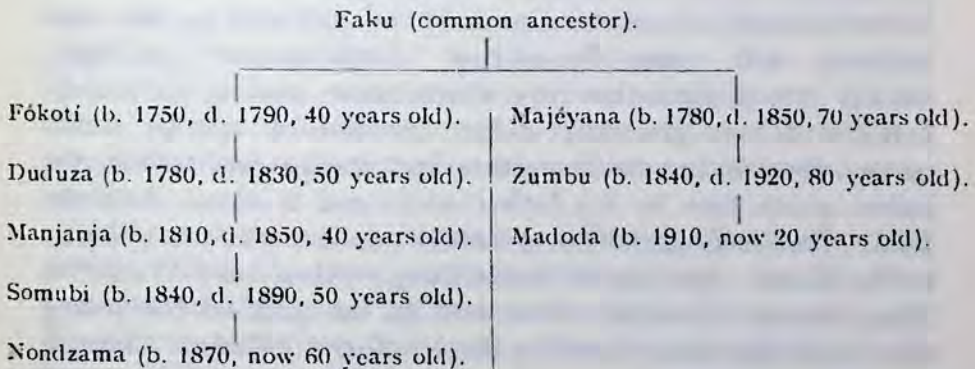 Faku (common ancestor).
Fókoti (b. 1750, d. 1790, 40 years old).
Duduza (b. 1780, d. 1830, 50 years old).
Manjanja (b. 1810, d. 1850, 40 years old).
Somubi (b. 1840, d. 1890, 50 years old).
Nondzama (b. 1870, now 60 years old).
Majéyana (b. 1780, d. 1850, 70 years old).
Zumbu (b. 1840, d. 1920, 80 years old).
Madoda (b. 1910, now 20 years old).